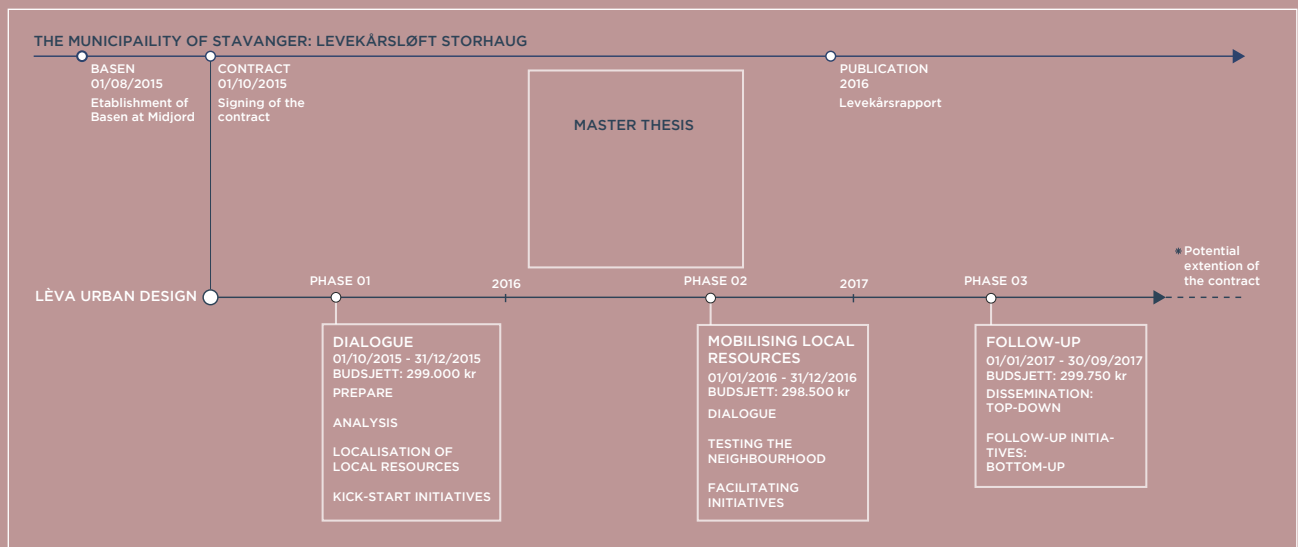 THE MUNICIPAILITY OF STAVANGER: LEVEKÅRSLØFT STORHAUG
BASEN
01/08/2015
Etablishment of
Basen at Midjord
CONTRACT
01/10/2015
Signing of the
contract
MASTER THESIS
PUBLICATION
2016
Levekårsrapport
* Potential
extention of
the contract
LÈVA URBAN DESIGN
PHASE 01
2016
PHASE 02
2017
PHASE 03
DIALOGUE
01/10/2015 - 31/12/2015
BUDSJETT: 299.000 kr
PREPARE
ANALYSIS
LOCALISATION OF
LOCAL RESOURCES
KICK-START INITIATIVES
MOBILISING LOCAL
RESOURCES
01/01/2016 - 31/12/2016
BUDSJETT: 298.500 kr
DIALOGUE
TESTING THE
NEIGHBOURHOOD
FACILITATING
INITIATIVES
FOLLOW-UP
01/01/2017 - 30/09/2017
BUDSJETT: 299.750 kr
DISSEMINATION:
TOP-DOWN
FOLLOW-UP INITIA-
TIVES:
BOTTOM-UP